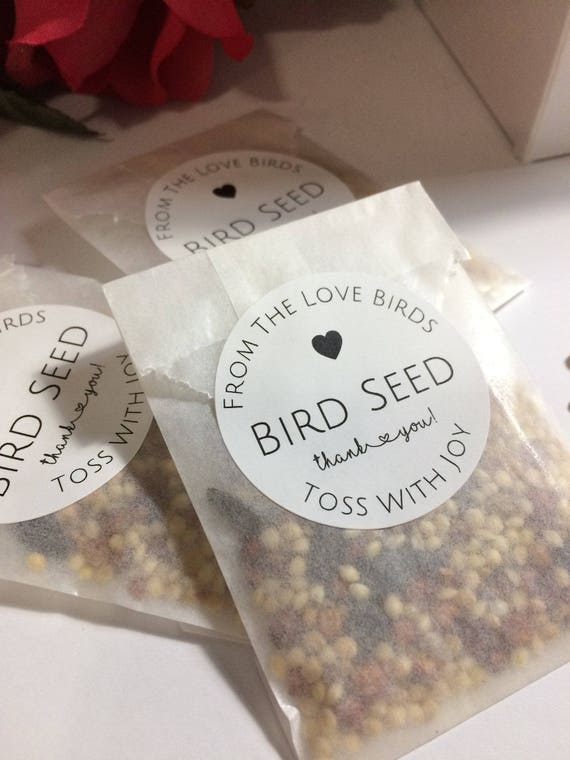 FROM THE LOVE BIRDS
BIRD SEED
FROM THE LOVE BIRDS
BIRD SEED
thank you!
TOSS WITH JOY
BIRD SEED
thank you!
TOSS WITH JOY